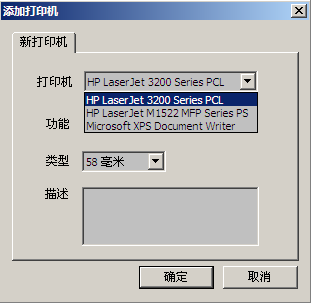 添加打印机
新打印机
打印机 HP LaserJet 3200 Series PCL
HP LaserJet 3200 Series PCL
HP LaserJet M1522 MFP Series PS
功能
Microsoft XPS Document Writer
类型 58 毫米
描述
确定 取消